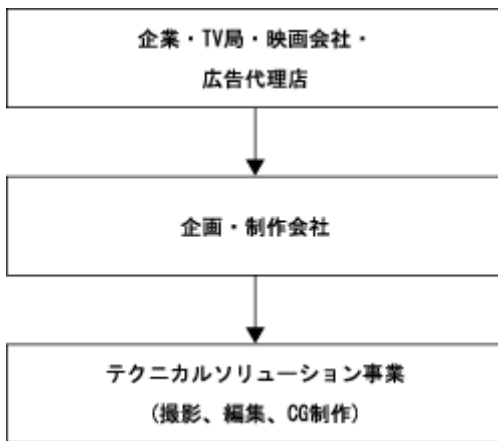 企業・TV局・映画会社・
広告代理店
企画・制作会社
テクニカルソリューション事業
(撮影、編集、CG制作)